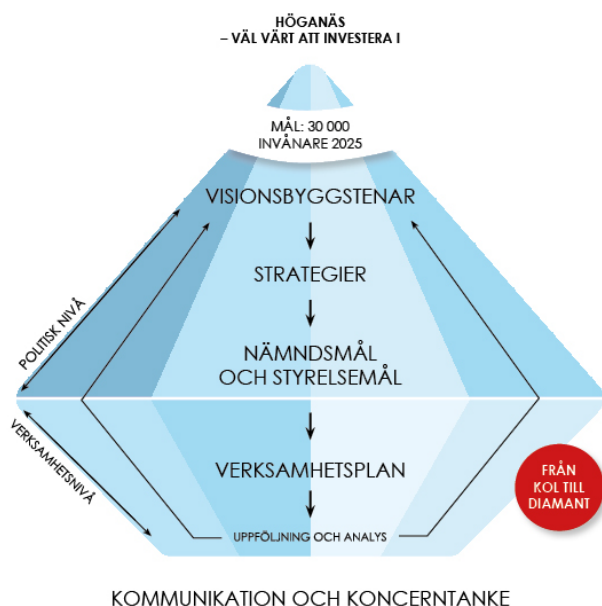 HÖGANÄS
– VÄL VÄRT ATT INVESTERA I
MÅL: 30 000
INVÅNARE 2025
VISIONSBYGGSTENAR
STRATEGIER
POLITISK NIVÅ
NÄMNDSMÅL
OCH STYRELSEMÅL
VERKSAMHETSNIVÅ
VERKSAMHETSPLAN
FRÅN
KOL TILL
DIAMANT
UPPFÖLJNING OCH ANALYS
KOMMUNIKATION OCH KONCERNTANKE